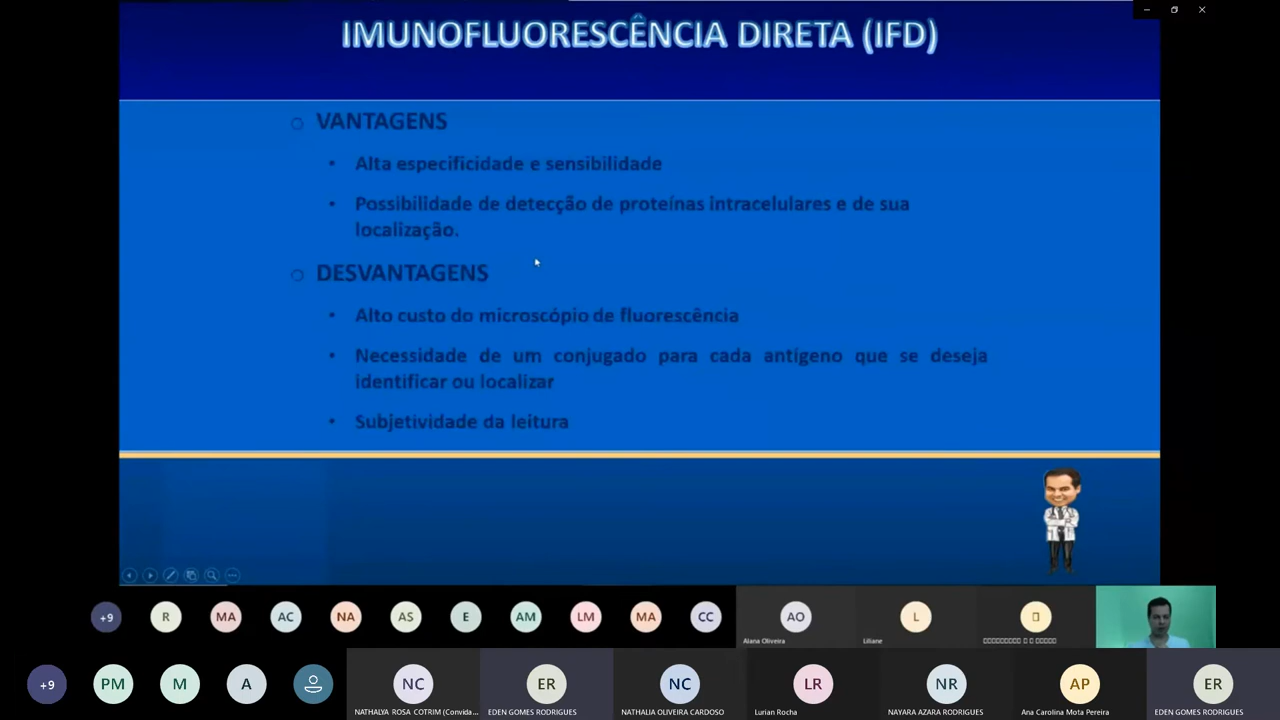 IMUNOFLUORESCÊNCIA DIRETA (IFD)
VANTAGENS
Alta especificidade e sensibilidade
Possibilidade de detecção de proteínas intracelulares e de sua
localização.
DESVANTAGENS
Alto custo do microscópio de fluorescência
Necessidade de um conjugado para cada antígeno que se deseja
identificar ou localizar
Subjetividade da leitura
+9 R MA AC NA AS E AM LM MA CC AO L
Alana Oliveira Liliane
+9 PM M A NC ER NC LR NR AP ER
NATHALYA ROSA COTRIM (Convida... EDEN GOMES RODRIGUES NATHALIA OLIVEIRA CARDOSO Lurian Rocha NAYARA AZARA RODRIGUES Ana Carolina Mota Pereira EDEN GOMES RODRIGUES